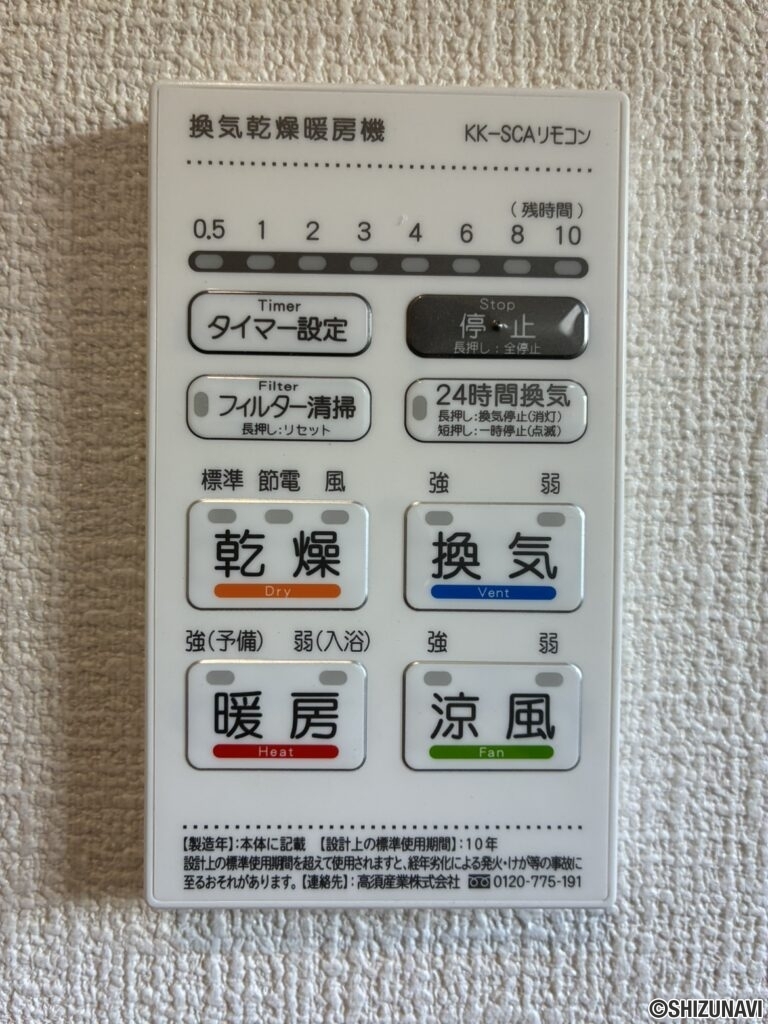 換気乾燥暖房機 KK-SCAリモコン
(残時間)
0.5 1 2 3 4 6 8 10
Timer
タイマー設定
Stop
停・止
長押し:全停止
Filter
フィルター清掃
長押し:リセット
24時間換気
長押し:換気停止(消灯)
短押し:一時停止(点滅)
標準 節電 風
乾燥
Dry
強 弱
換気
Vent
強(予備) 弱(入浴)
暖房
Heat
強 弱
涼風
Fan
【製造年】:本体に記載 【設計上の標準使用期間】:10年
設計上の標準使用期間を超えて使用されますと、経年劣化による発火・けが等の事故に
至るおそれがあります。【連絡先】:高須産業株式会社 0120-775-191
©SHIZUNAVI